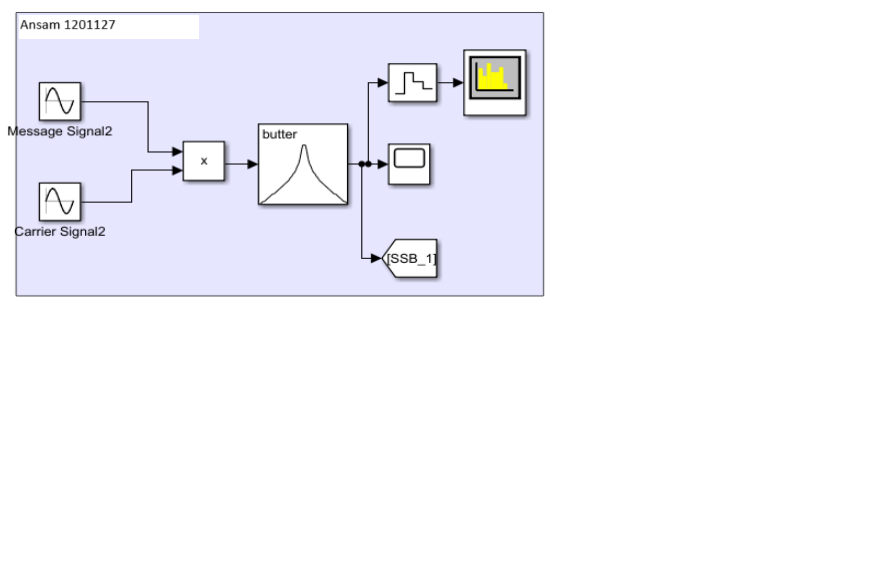 Ansam 1201127
Message Signal2
butter
x
Carrier Signal2
[SSB_1]